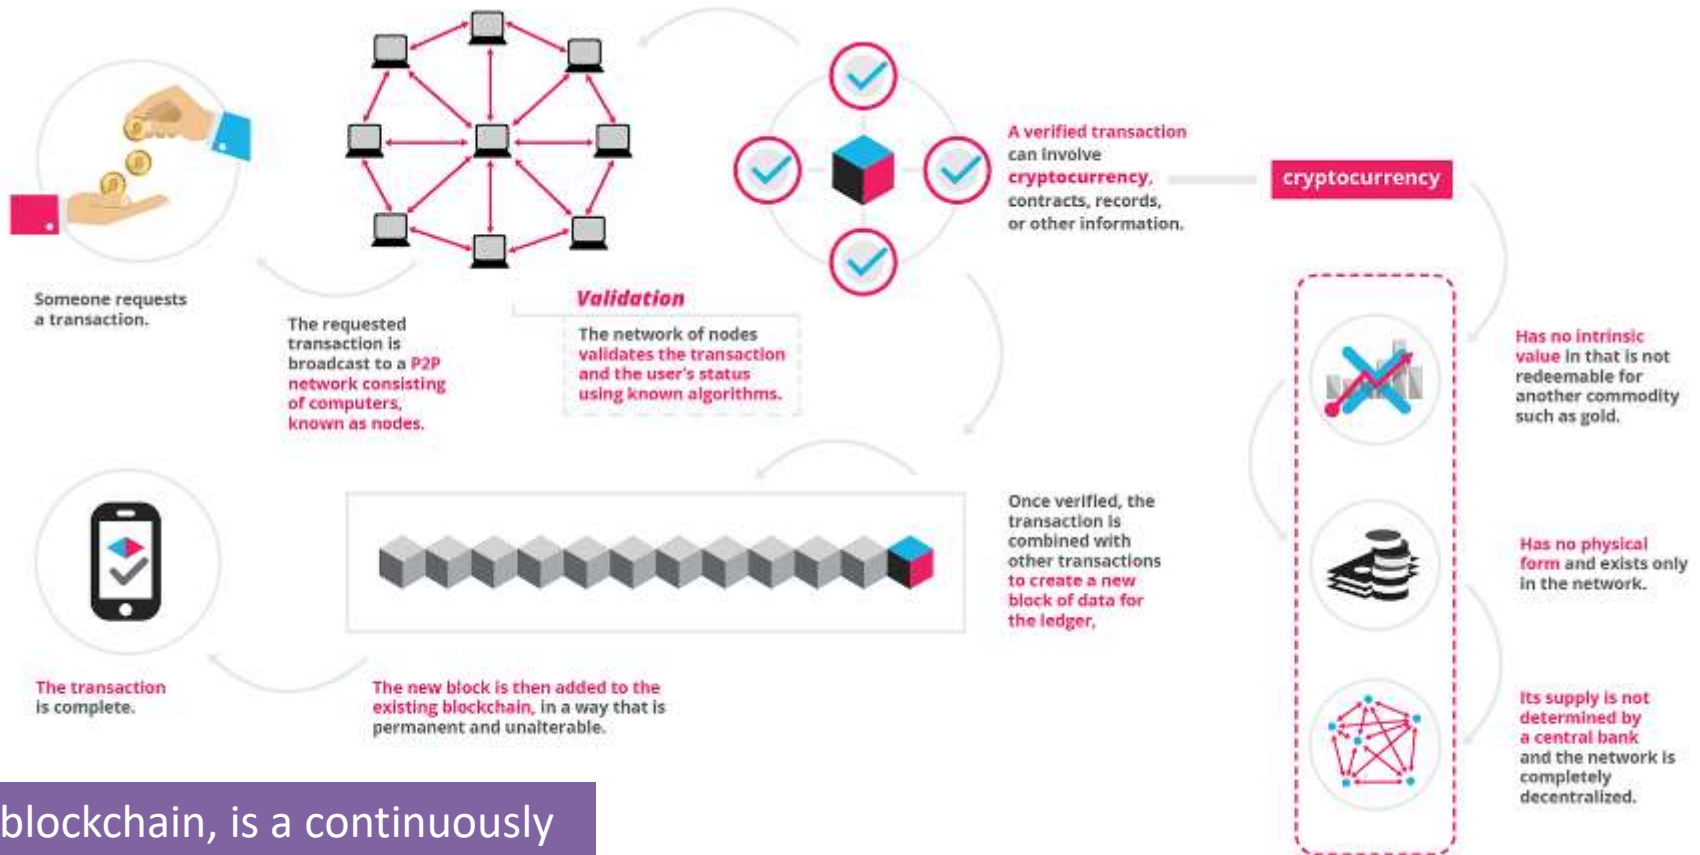 Someone requests
a transaction.
The requested
transaction is
broadcast to a P2P
network consisting
of computers,
known as nodes.
Validation
The network of nodes
validates the transaction
and the user's status
using known algorithms.
A verified transaction
can involve
cryptocurrency,
contracts, records,
or other information.
cryptocurrency
Has no intrinsic
value in that is not
redeemable for
another commodity
such as gold.
Has no physical
form and exists only
in the network.
Its supply is not
determined by
a central bank
and the network is
completely
decentralized.
Once verified, the
transaction is
combined with
other transactions
to create a new
block of data for
the ledger,
The new block is then added to the
existing blockchain, in a way that is
permanent and unalterable.
The transaction
is complete.
blockchain, is a continuously